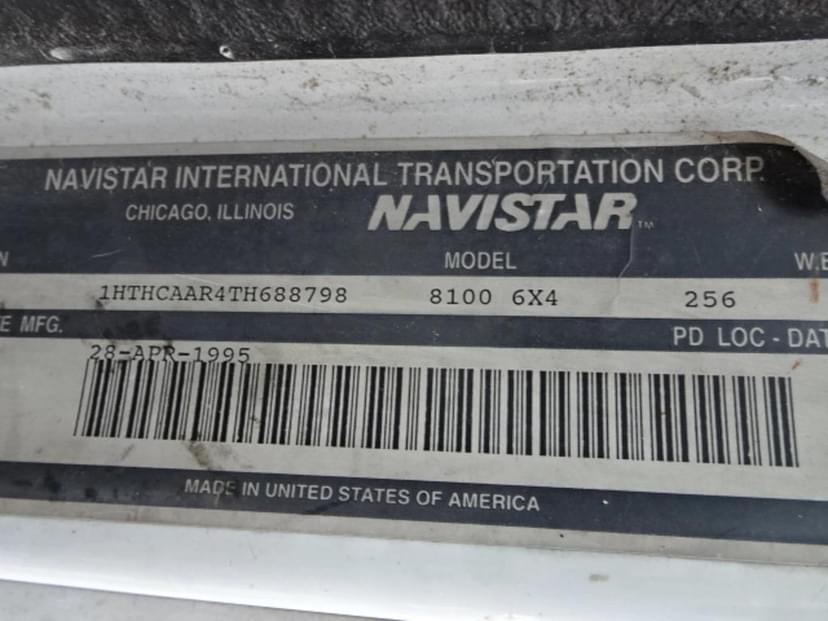 NAVISTAR INTERNATIONAL TRANSPORTATION CORP.
CHICAGO, ILLINOIS NAVISTAR™
N MODEL W.B
1HTHCAAR4TH688798 8100 6X4 256
E MFG. PD LOC - DAT
28-APR-1995
MADE IN UNITED STATES OF AMERICA